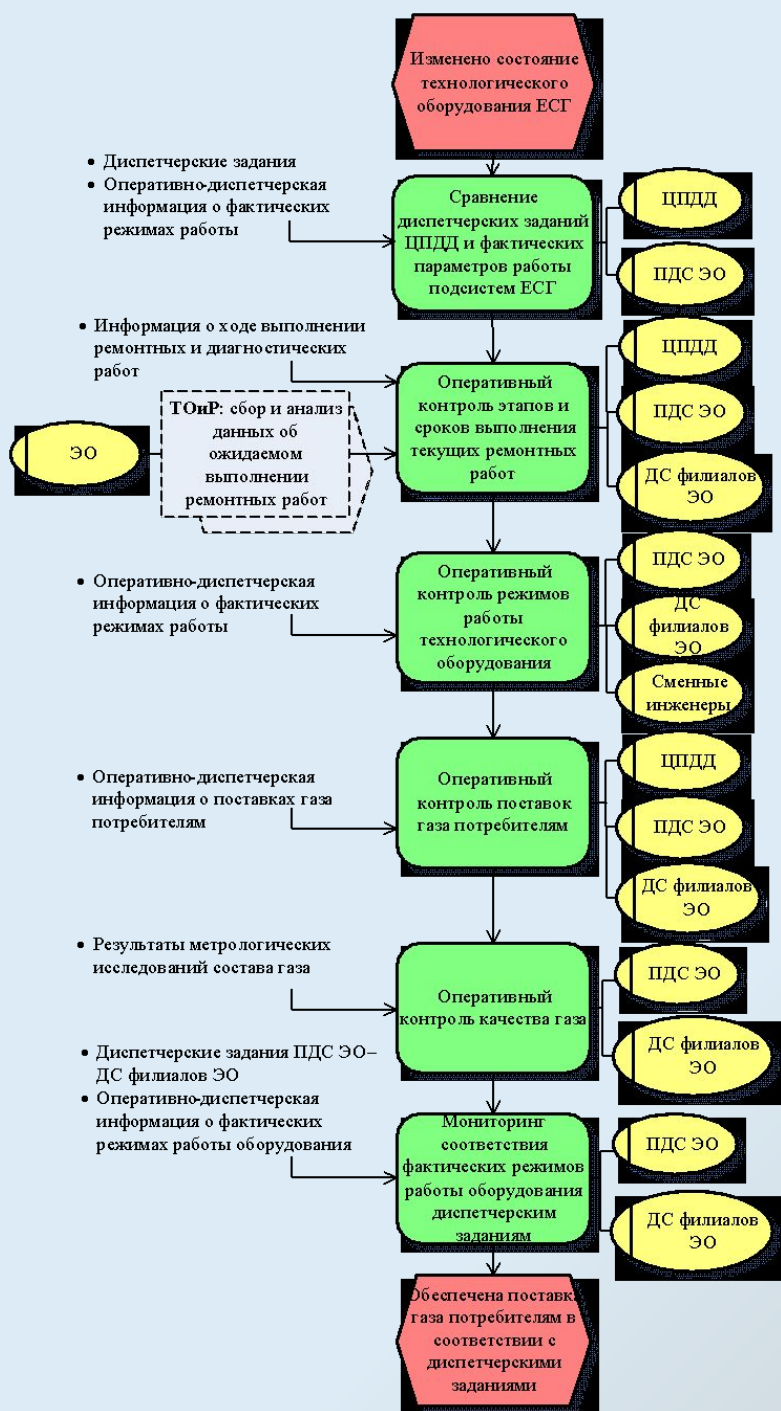 Изменено состояние
технологического
оборудования ЕСГ
• Диспетчерские задания
• Оперативно-диспетчерская
информация о фактических
режимах работы
Сравнение
диспетчерских заданий
ЦПДД и фактических
параметров работы
подсистем ЕСГ
ЦПДД
ПДС ЭО
• Информация о ходе выполнении
ремонтных и диагностических
работ
ЭО
ТОиР: сбор и анализ
данных об
ожидаемом
выполнении
ремонтных работ
Оперативный
контроль этапов и
сроков выполнения
текущих ремонтных
работ
ЦПДД
ПДС ЭО
ДС филиалов
ЭО
• Оперативно-диспетчерская
информация о фактических
режимах работы
Оперативный
контроль режимов
работы
технологического
оборудования
ПДС ЭО
ДС
филиалов
ЭО
Сменные
инженеры
• Оперативно-диспетчерская
информация о поставках газа
потребителям
Оперативный
контроль поставок
газа потребителям
ЦПДД
ПДС ЭО
ДС филиалов
ЭО
• Результаты метрологических
исследований состава газа
Оперативный
контроль качества газа
ПДС ЭО
ДС филиалов
ЭО
• Диспетчерские задания ПДС ЭО–
ДС филиалов ЭО
• Оперативно-диспетчерская
информация о фактических
режимах работы оборудования
Мониторинг
соответствия
фактических режимов
работы оборудования
диспетчерским
заданиям
ПДС ЭО
ДС филиалов
ЭО
Обеспечена поставка
газа потребителям в
соответствии с
диспетчерскими
заданиями